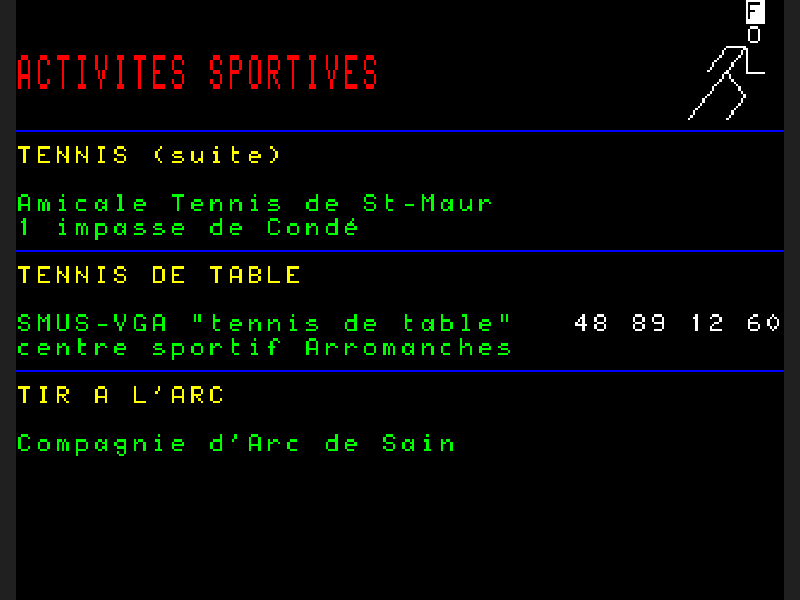 F
ACTIVITES SPORTIVES
TENNIS (suite)
Amicale Tennis de St-Maur
1 impasse de Condé
TENNIS DE TABLE
SMUS-VGA "tennis de table" 48 89 12 60
centre sportif Arromanches
TIR A L'ARC
Compagnie d'Arc de Sain